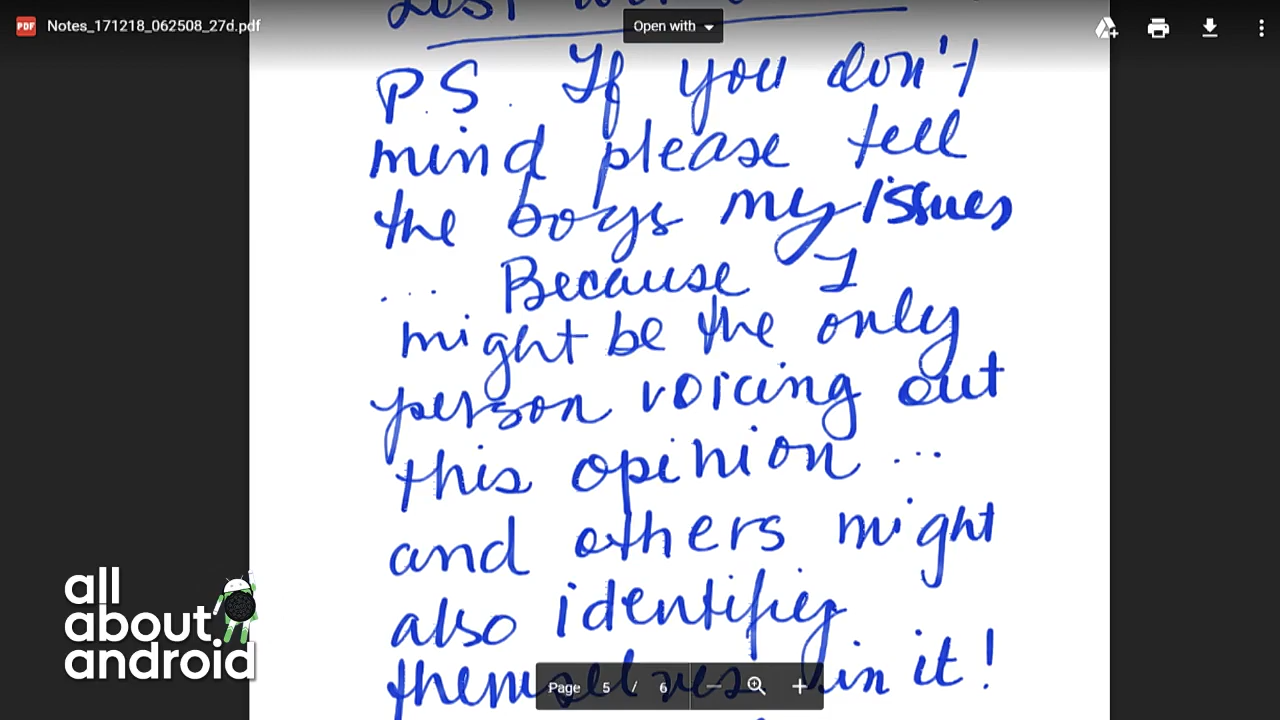 Notes_171218_062508_27d.pdf
Open with
P.S. If you don't
mind please tell
the boys my issues
... Because I
might be the only
person voicing out
this opinion ...
and others might
also identify
themselves in it!
all
about
android
Page 5 / 6